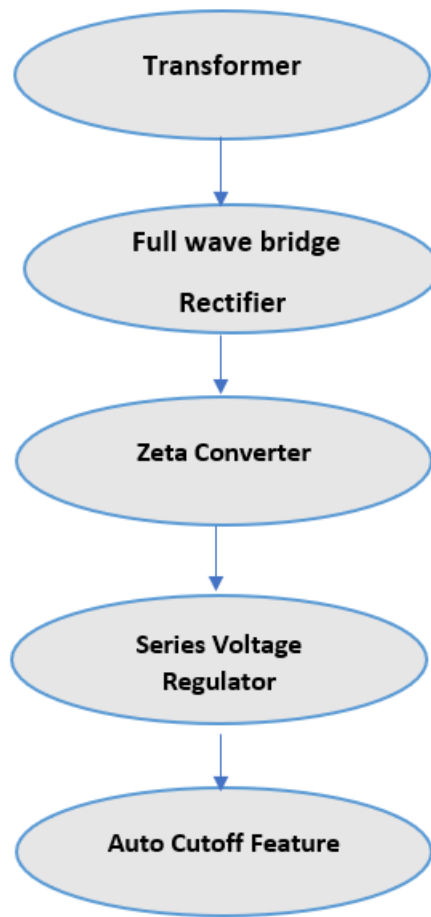 Transformer
Full wave bridge
Rectifier
Zeta Converter
Series Voltage
Regulator
Auto Cutoff Feature